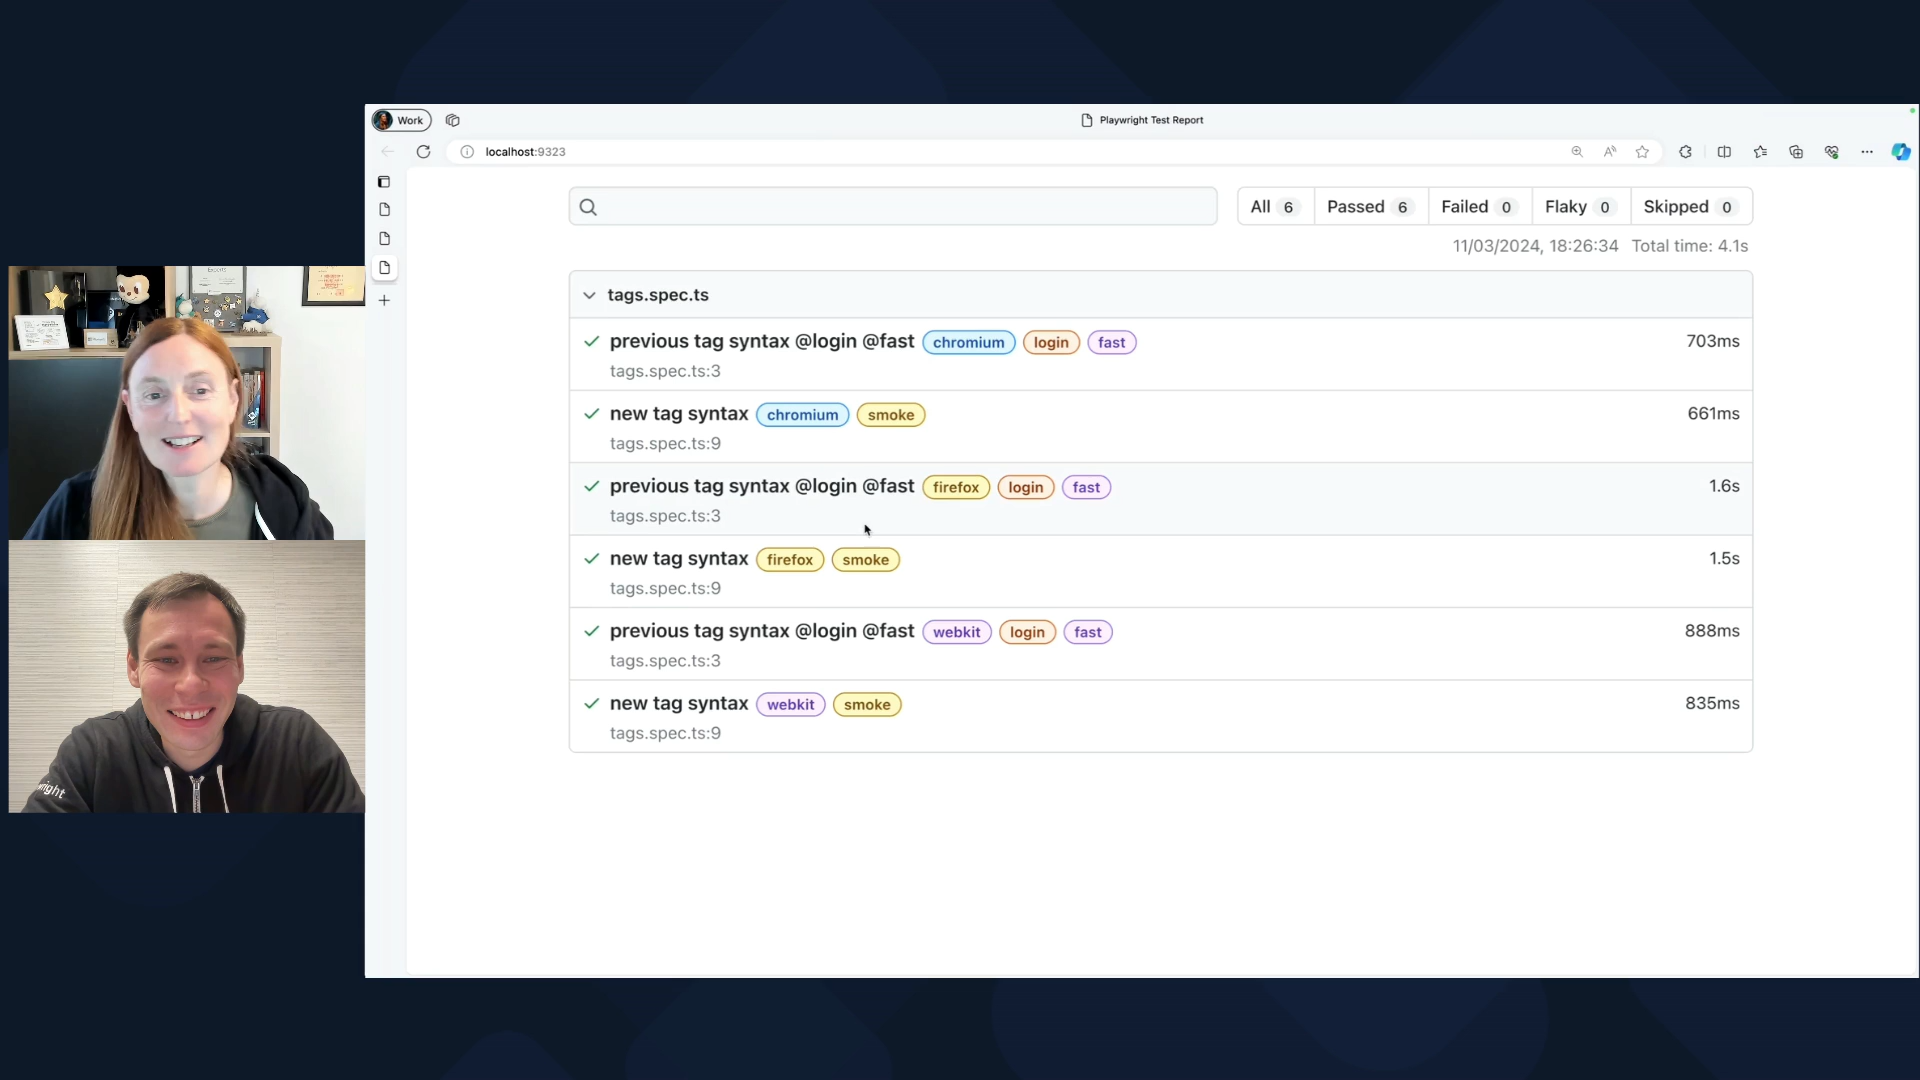 Work
Playwright Test Report
localhost:9323
All 6 Passed 6 Failed 0 Flaky 0 Skipped 0
11/03/2024, 18:26:34 Total time: 4.1s
tags.spec.ts
previous tag syntax @login @fast chromium login fast 703ms
tags.spec.ts:3
new tag syntax chromium smoke 661ms
tags.spec.ts:9
previous tag syntax @login @fast firefox login fast 1.6s
tags.spec.ts:3
new tag syntax firefox smoke 1.5s
tags.spec.ts:9
previous tag syntax @login @fast webkit login fast 888ms
tags.spec.ts:3
new tag syntax webkit smoke 835ms
tags.spec.ts:9